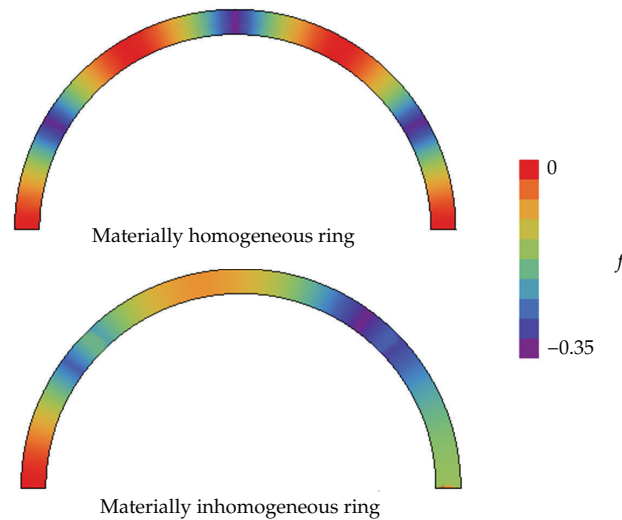 Materially homogeneous ring
0
f
−0.35
Materially inhomogeneous ring